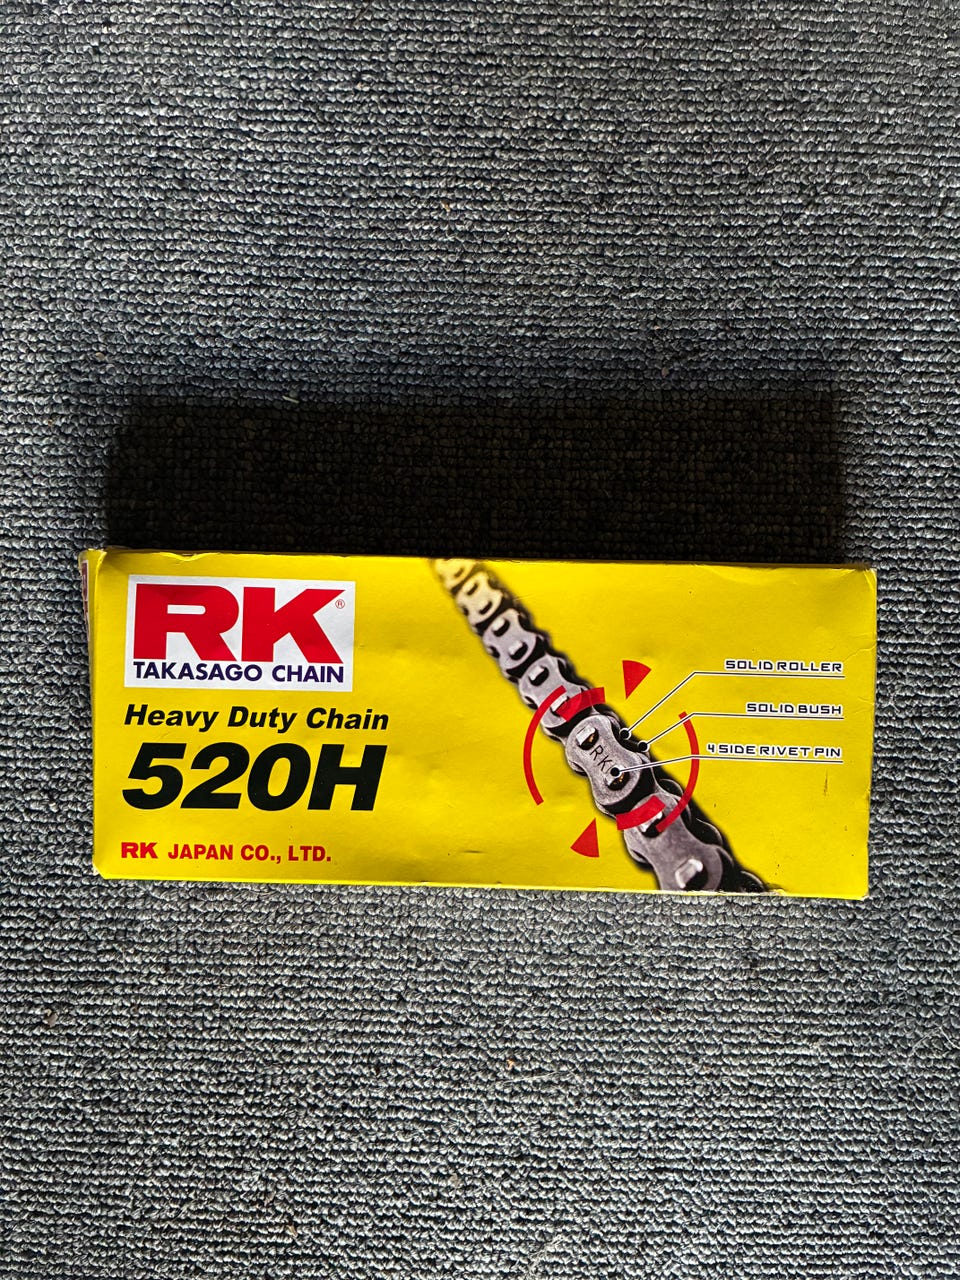 RK®
TAKASAGO CHAIN
Heavy Duty Chain
520H
RK JAPAN CO., LTD.
SOLID ROLLER
SOLID BUSH
4 SIDE RIVET PIN
RK